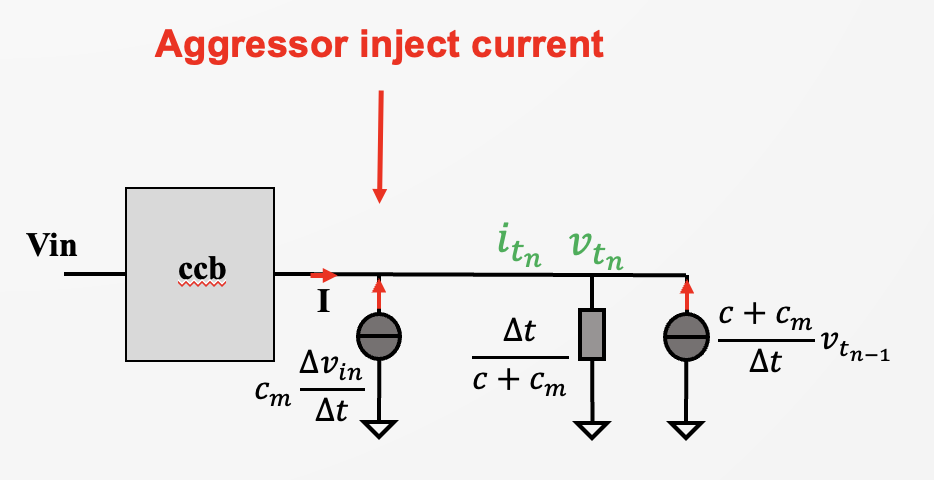 Aggressor inject current
Vin
ccb
I
i_{t_n} v_{t_n}
c_m Δv_{in}/Δt
Δt/(c + c_m)
(c + c_m)/Δt v_{t_{n-1}}